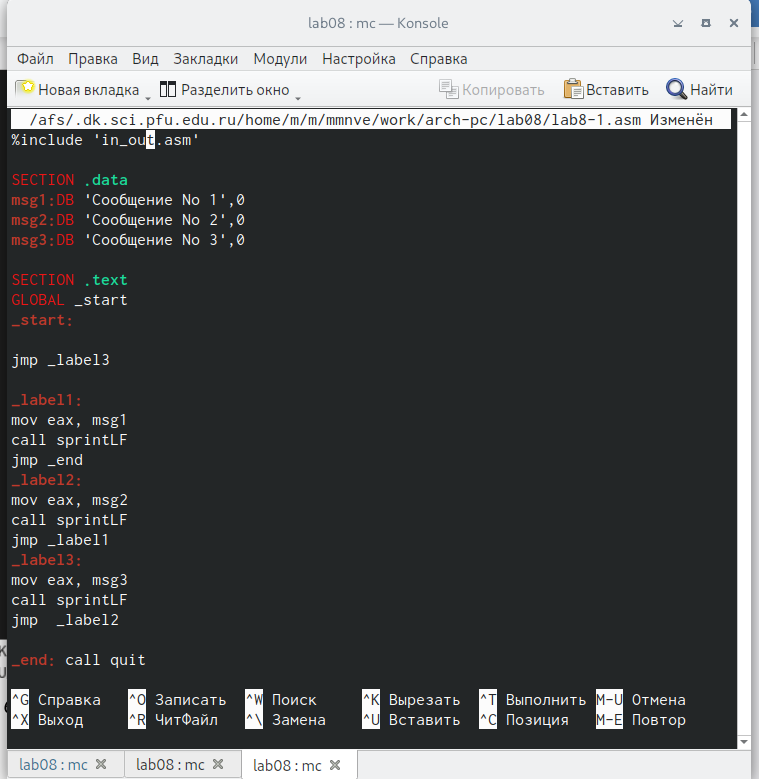 lab08 : mc — Konsole
Файл Правка Вид Закладки Модули Настройка Справка
Новая вкладка Разделить окно Копировать Вставить Найти
/afs/.dk.sci.pfu.edu.ru/home/m/m/mmnve/work/arch-pc/lab08/lab8-1.asm Изменён
%include 'in_out.asm'
SECTION .data
msg1:DB 'Сообщение No 1',0
msg2:DB 'Сообщение No 2',0
msg3:DB 'Сообщение No 3',0
SECTION .text
GLOBAL _start
_start:
jmp _label3
_label1:
mov eax, msg1
call sprintLF
jmp _end
_label2:
mov eax, msg2
call sprintLF
jmp _label1
_label3:
mov eax, msg3
call sprintLF
jmp  _label2
_end: call quit
^G Справка ^O Записать ^W Поиск ^K Вырезать ^T Выполнить M-U Отмена
^X Выход ^R ЧитФайл ^\ Замена ^U Вставить ^C Позиция M-E Повтор
lab08 : mc lab08 : mc lab08 : mc